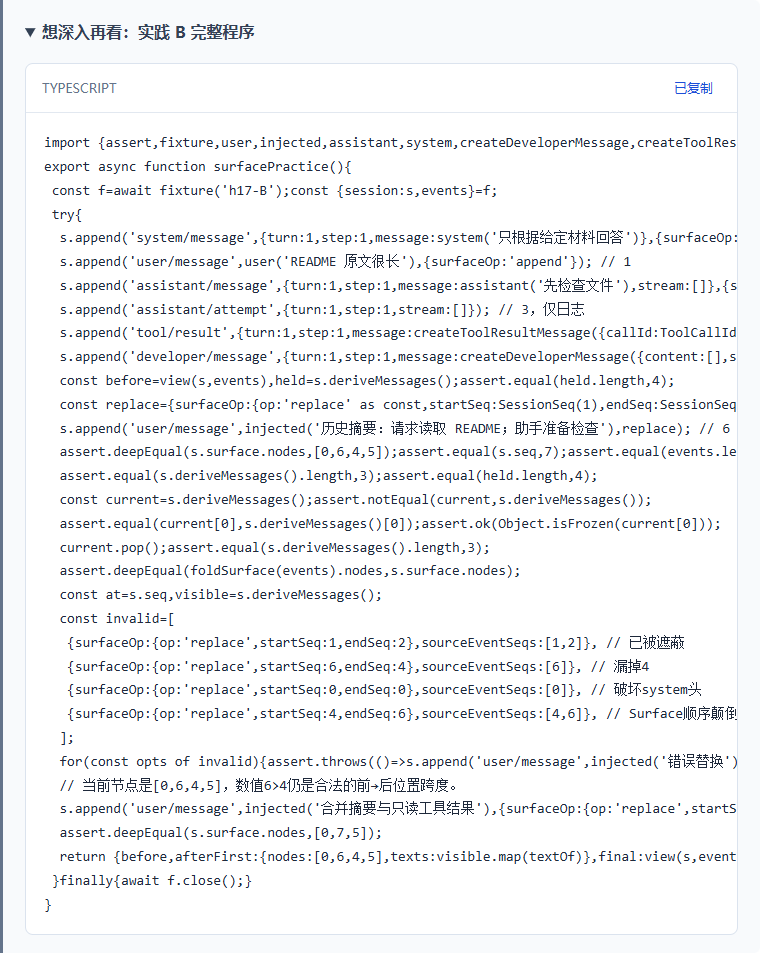 ▼ 想深入再看：实践 B 完整程序
TYPESCRIPT
已复制
import {assert,fixture,user,injected,assistant,system,createDeveloperMessage,createToolRes
export async function surfacePractice(){
const f=await fixture('h17-B');const {session:s,events}=f;
try{
s.append('system/message',{turn:1,step:1,message:system('只根据给定材料回答')},{surfaceOp:
s.append('user/message',user('README 原文很长'),{surfaceOp:'append'}); // 1
s.append('assistant/message',{turn:1,step:1,message:assistant('先检查文件'),stream:[]},{s
s.append('assistant/attempt',{turn:1,step:1,stream:[]}); // 3，仅日志
s.append('tool/result',{turn:1,step:1,message:createToolResultMessage({callId:ToolCallId
s.append('developer/message',{turn:1,step:1,message:createDeveloperMessage({content:[],s
const before=view(s,events),held=s.deriveMessages();assert.equal(held.length,4);
const replace={surfaceOp:{op:'replace' as const,startSeq:SessionSeq(1),endSeq:SessionSeq
s.append('user/message',injected('历史摘要：请求读取 README；助手准备检查'),replace); // 6
assert.deepEqual(s.surface.nodes,[0,6,4,5]);assert.equal(s.seq,7);assert.equal(events.le
assert.equal(s.deriveMessages().length,3);assert.equal(held.length,4);
const current=s.deriveMessages();assert.notEqual(current,s.deriveMessages());
assert.equal(current[0],s.deriveMessages()[0]);assert.ok(Object.isFrozen(current[0]));
current.pop();assert.equal(s.deriveMessages().length,3);
assert.deepEqual(foldSurface(events).nodes,s.surface.nodes);
const at=s.seq,visible=s.deriveMessages();
const invalid=[
{surfaceOp:{op:'replace',startSeq:1,endSeq:2},sourceEventSeqs:[1,2]}, // 已被遮蔽
{surfaceOp:{op:'replace',startSeq:6,endSeq:4},sourceEventSeqs:[6]}, // 漏掉4
{surfaceOp:{op:'replace',startSeq:0,endSeq:0},sourceEventSeqs:[0]}, // 破坏system头
{surfaceOp:{op:'replace',startSeq:4,endSeq:6},sourceEventSeqs:[4,6]}, // Surface顺序颠倒
];
for(const opts of invalid){assert.throws(()=>s.append('user/message',injected('错误替换')
// 当前节点是[0,6,4,5]，数值6>4仍是合法的前→后位置跨度。
s.append('user/message',injected('合并摘要与只读工具结果'),{surfaceOp:{op:'replace',startS
assert.deepEqual(s.surface.nodes,[0,7,5]);
return {before,afterFirst:{nodes:[0,6,4,5],texts:visible.map(textOf)},final:view(s,event
}finally{await f.close();}
}